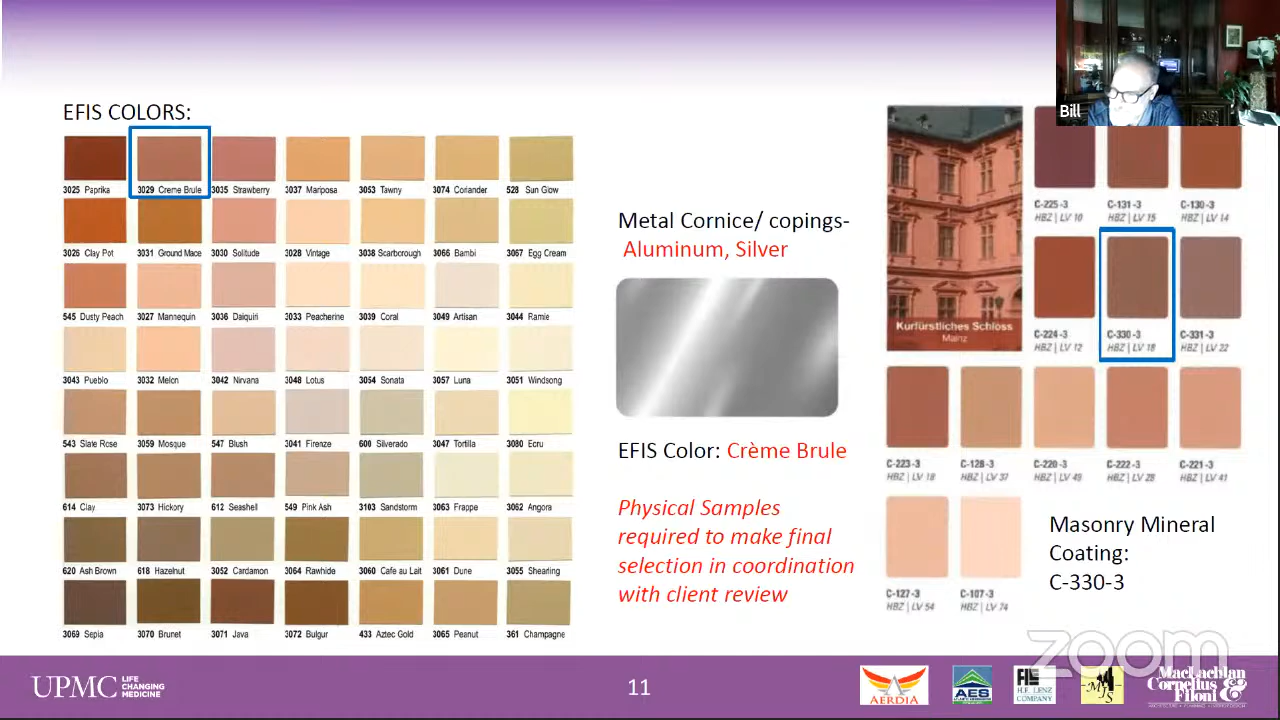 Bill
EFIS COLORS:
3025 Paprika
3029 Creme Brule
3035 Strawberry
3037 Mariposa
3053 Tawny
3074 Coriander
528 Sun Glow
3026 Clay Pot
3031 Ground Mace
3030 Solitude
3028 Vintage
3038 Scarborough
3066 Bambi
3067 Egg Cream
545 Dusty Peach
3027 Mannequin
3036 Daiquiri
3033 Peacherine
3039 Coral
3049 Artisan
3044 Ramie
3043 Pueblo
3032 Melon
3042 Nirvana
3048 Lotus
3054 Sonata
3057 Luna
3051 Windsong
543 Slate Rose
3059 Mosque
547 Blush
3041 Firenze
600 Silverado
3047 Tortilla
3080 Ecru
614 Clay
3073 Hickory
612 Seashell
549 Pink Ash
3103 Sandstorm
3063 Frappe
3062 Angora
620 Ash Brown
618 Hazelnut
3052 Cardamon
3064 Rawhide
3060 Cafe au Lait
3061 Dune
3055 Shearling
3069 Sepia
3070 Brunet
3071 Java
3072 Bulgur
433 Aztec Gold
3065 Peanut
361 Champagne
Metal Cornice/ copings-
Aluminum, Silver
EFIS Color: Crème Brule
Physical Samples
required to make final
selection in coordination
with client review
Kurfürstliches Schloss
Mainz
C-225-3
HBZ | LV 10
C-131-3
HBZ | LV 15
C-130-3
HBZ | LV 14
C-224-3
HBZ | LV 12
C-330-3
HBZ | LV 18
C-331-3
HBZ | LV 22
C-223-3
HBZ | LV 18
C-128-3
HBZ | LV 37
C-220-3
HBZ | LV 49
C-222-3
HBZ | LV 28
C-221-3
HBZ | LV 41
C-127-3
HBZ | LV 54
C-107-3
HBZ | LV 74
Masonry Mineral
Coating:
C-330-3
zoom
UPMC LIFE
CHANGING
MEDICINE
11
AERDIA
AES
H.F. LENZ
COMPANY
MJS
MacLachlan
Cornelius &
Filoni